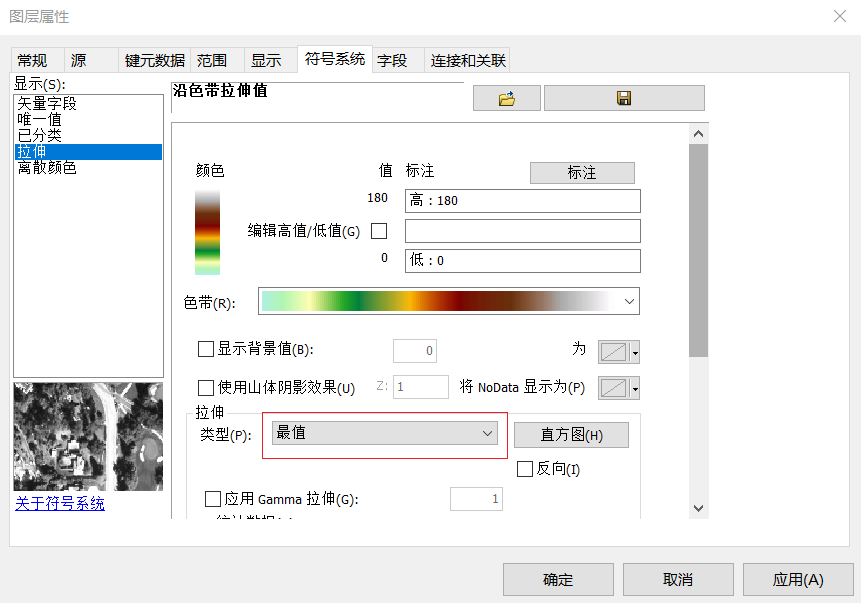 图层属性
常规 源 键元数据 范围 显示 符号系统 字段 连接和关联
显示(S):
矢量字段
唯一值
已分类
拉伸
离散颜色
关于符号系统
沿色带拉伸值
颜色 值 标注 标注
180 高：180
编辑高值/低值(G)
0 低：0
色带(R):
显示背景值(B): 0 为
使用山体阴影效果(U) Z: 1 将 NoData 显示为(P)
拉伸
类型(P): 最值 直方图(H)
反向(I)
应用 Gamma 拉伸(G): 1
确定 取消 应用(A)